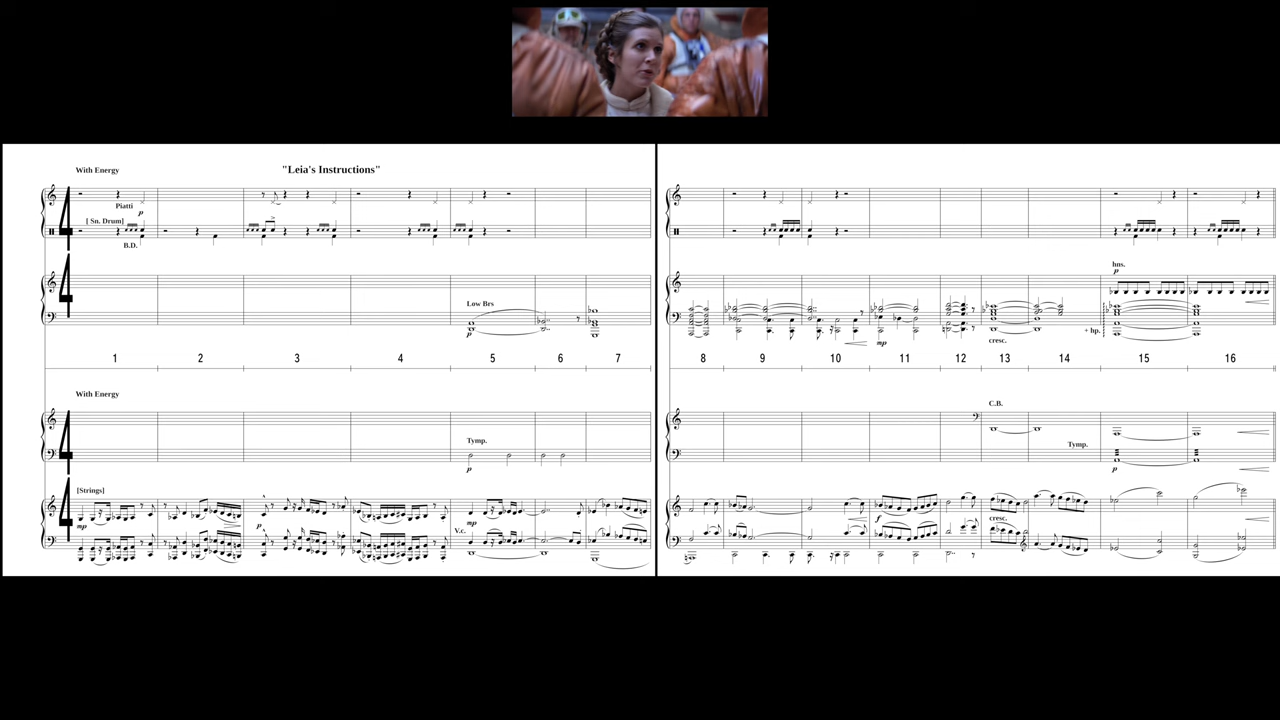 With Energy
"Leia's Instructions"
Piatti
p
[ Sn. Drum]
B.D.
hns.
p
Low Brs
p
mp
cresc.
+ hp.
1 2 3 4 5 6 7 8 9 10 11 12 13 14 15 16
With Energy
C.B.
Tymp.
p
Tymp.
p
[Strings]
mp
p
mp
V.c.
f
cresc.